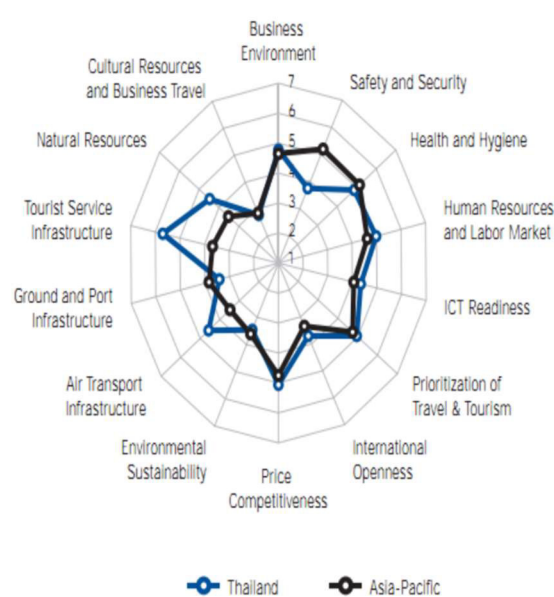 Business
Environment
Cultural Resources
and Business Travel
Safety and Security
Natural Resources
Health and Hygiene
Tourist Service
Infrastructure
Human Resources
and Labor Market
Ground and Port
Infrastructure
ICT Readiness
Air Transport
Infrastructure
Prioritization of
Travel & Tourism
Environmental
Sustainability
International
Openness
Price
Competitiveness
7
6
5
4
3
2
1
Thailand
Asia-Pacific